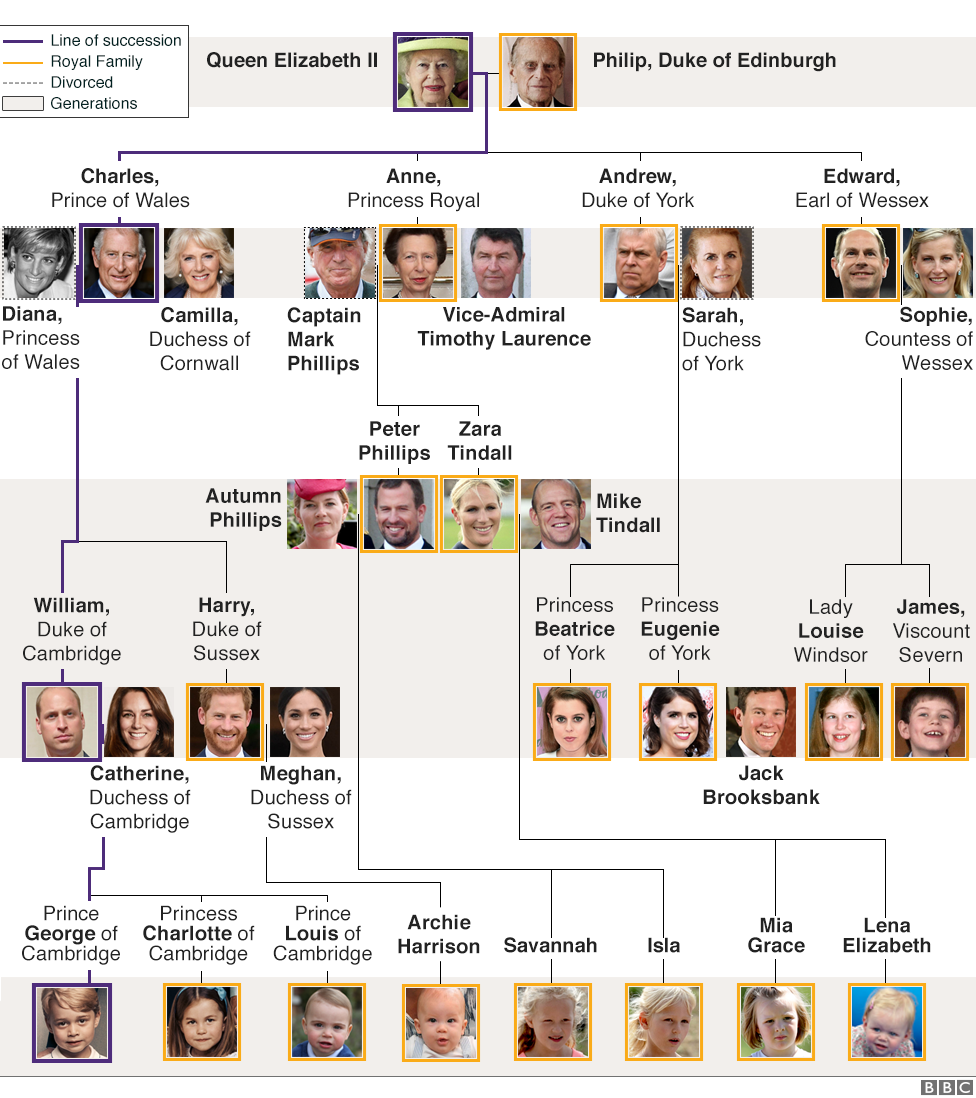 Line of succession
Royal Family
Divorced
Generations
Queen Elizabeth II
Philip, Duke of Edinburgh
Charles,
Prince of Wales
Anne,
Princess Royal
Andrew,
Duke of York
Edward,
Earl of Wessex
Diana,
Princess
of Wales
Camilla,
Duchess of
Cornwall
Captain
Mark
Phillips
Vice-Admiral
Timothy Laurence
Sarah,
Duchess
of York
Sophie,
Countess of
Wessex
Peter
Phillips
Zara
Tindall
Autumn
Phillips
Mike
Tindall
William,
Duke of
Cambridge
Harry,
Duke of
Sussex
Princess
Beatrice
of York
Princess
Eugenie
of York
Lady
Louise
Windsor
James,
Viscount
Severn
Catherine,
Duchess of
Cambridge
Meghan,
Duchess of
Sussex
Jack
Brooksbank
Prince
George of
Cambridge
Princess
Charlotte of
Cambridge
Prince
Louis of
Cambridge
Archie
Harrison
Savannah
Isla
Mia
Grace
Lena
Elizabeth
BBC